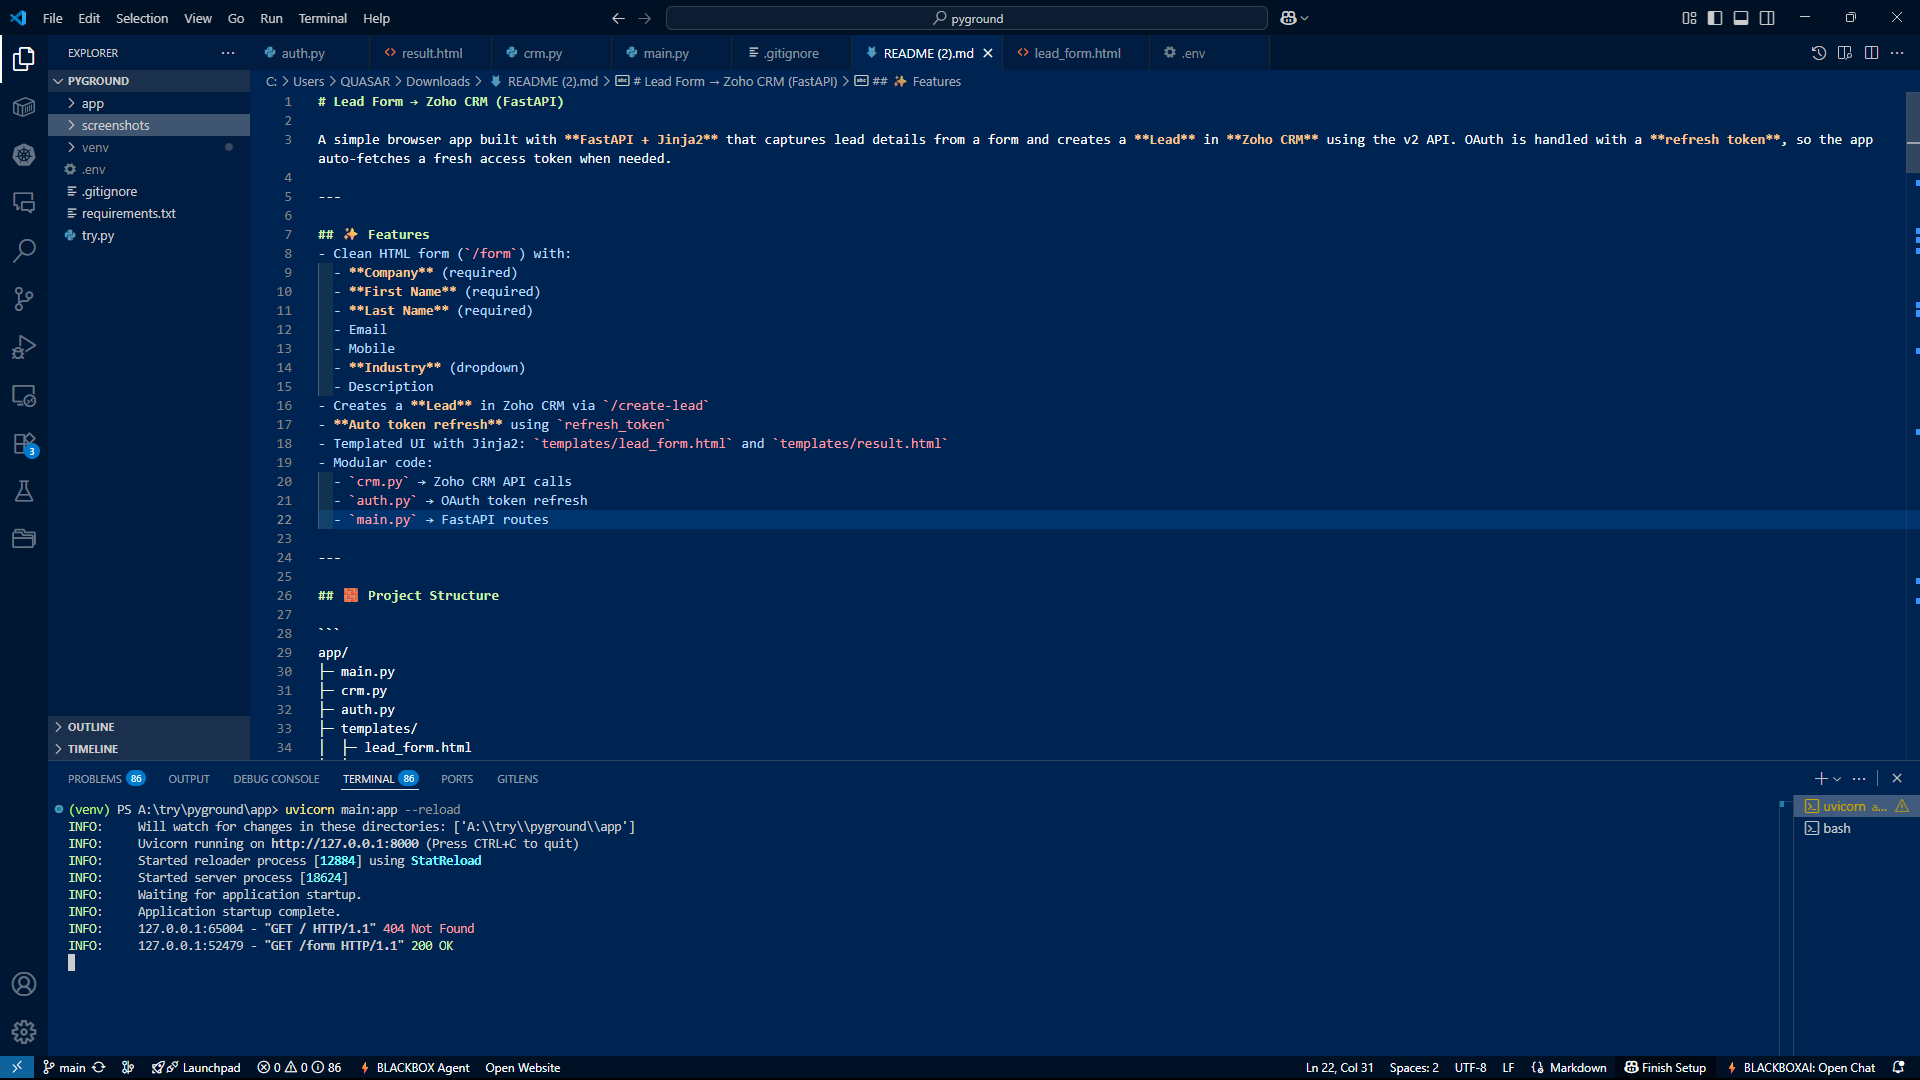 File Edit Selection View Go Run Terminal Help
pyground
EXPLORER
PYGROUND
app
screenshots
venv
.env
.gitignore
requirements.txt
try.py
OUTLINE
TIMELINE
auth.py result.html crm.py main.py .gitignore README (2).md lead_form.html .env
C: > Users > QUASAR > Downloads > README (2).md > # Lead Form → Zoho CRM (FastAPI) > ## ✨ Features
1 # Lead Form → Zoho CRM (FastAPI)
2
3 A simple browser app built with **FastAPI + Jinja2** that captures lead details from a form and creates a **Lead** in **Zoho CRM** using the v2 API. OAuth is handled with a **refresh token**, so the app
auto-fetches a fresh access token when needed.
4
5 ---
6
7 ## ✨ Features
8 - Clean HTML form (`/form`) with:
9 - **Company** (required)
10 - **First Name** (required)
11 - **Last Name** (required)
12 - Email
13 - Mobile
14 - **Industry** (dropdown)
15 - Description
16 - Creates a **Lead** in Zoho CRM via `/create-lead`
17 - **Auto token refresh** using `refresh_token`
18 - Templated UI with Jinja2: `templates/lead_form.html` and `templates/result.html`
19 - Modular code:
20 - `crm.py` → Zoho CRM API calls
21 - `auth.py` → OAuth token refresh
22 - `main.py` → FastAPI routes
23
24 ---
25
26 ## 🧱 Project Structure
27
28 ```
29 app/
30 ├─ main.py
31 ├─ crm.py
32 ├─ auth.py
33 ├─ templates/
34 │ ├─ lead_form.html
PROBLEMS 86 OUTPUT DEBUG CONSOLE TERMINAL 86 PORTS GITLENS
(venv) PS A:\try\pyground\app> uvicorn main:app --reload
INFO: Will watch for changes in these directories: ['A:\\try\\pyground\\app']
INFO: Uvicorn running on http://127.0.0.1:8000 (Press CTRL+C to quit)
INFO: Started reloader process [12884] using StatReload
INFO: Started server process [18624]
INFO: Waiting for application startup.
INFO: Application startup complete.
INFO: 127.0.0.1:65004 - "GET / HTTP/1.1" 404 Not Found
INFO: 127.0.0.1:52479 - "GET /form HTTP/1.1" 200 OK
uvicorn a...
bash
3
main Launchpad 0 0 86 BLACKBOX Agent Open Website Ln 22, Col 31 Spaces: 2 UTF-8 LF Markdown Finish Setup BLACKBOXAI: Open Chat